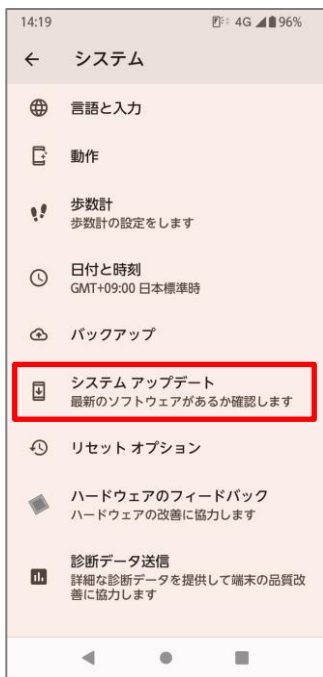 14:19 4G 96%
システム
言語と入力
動作
歩数計
歩数計の設定をします
日付と時刻
GMT+09:00 日本標準時
バックアップ
システム アップデート
最新のソフトウェアがあるか確認します
リセット オプション
ハードウェアのフィードバック
ハードウェアの改善に協力します
診断データ送信
詳細な診断データを提供して端末の品質改
善に協力します